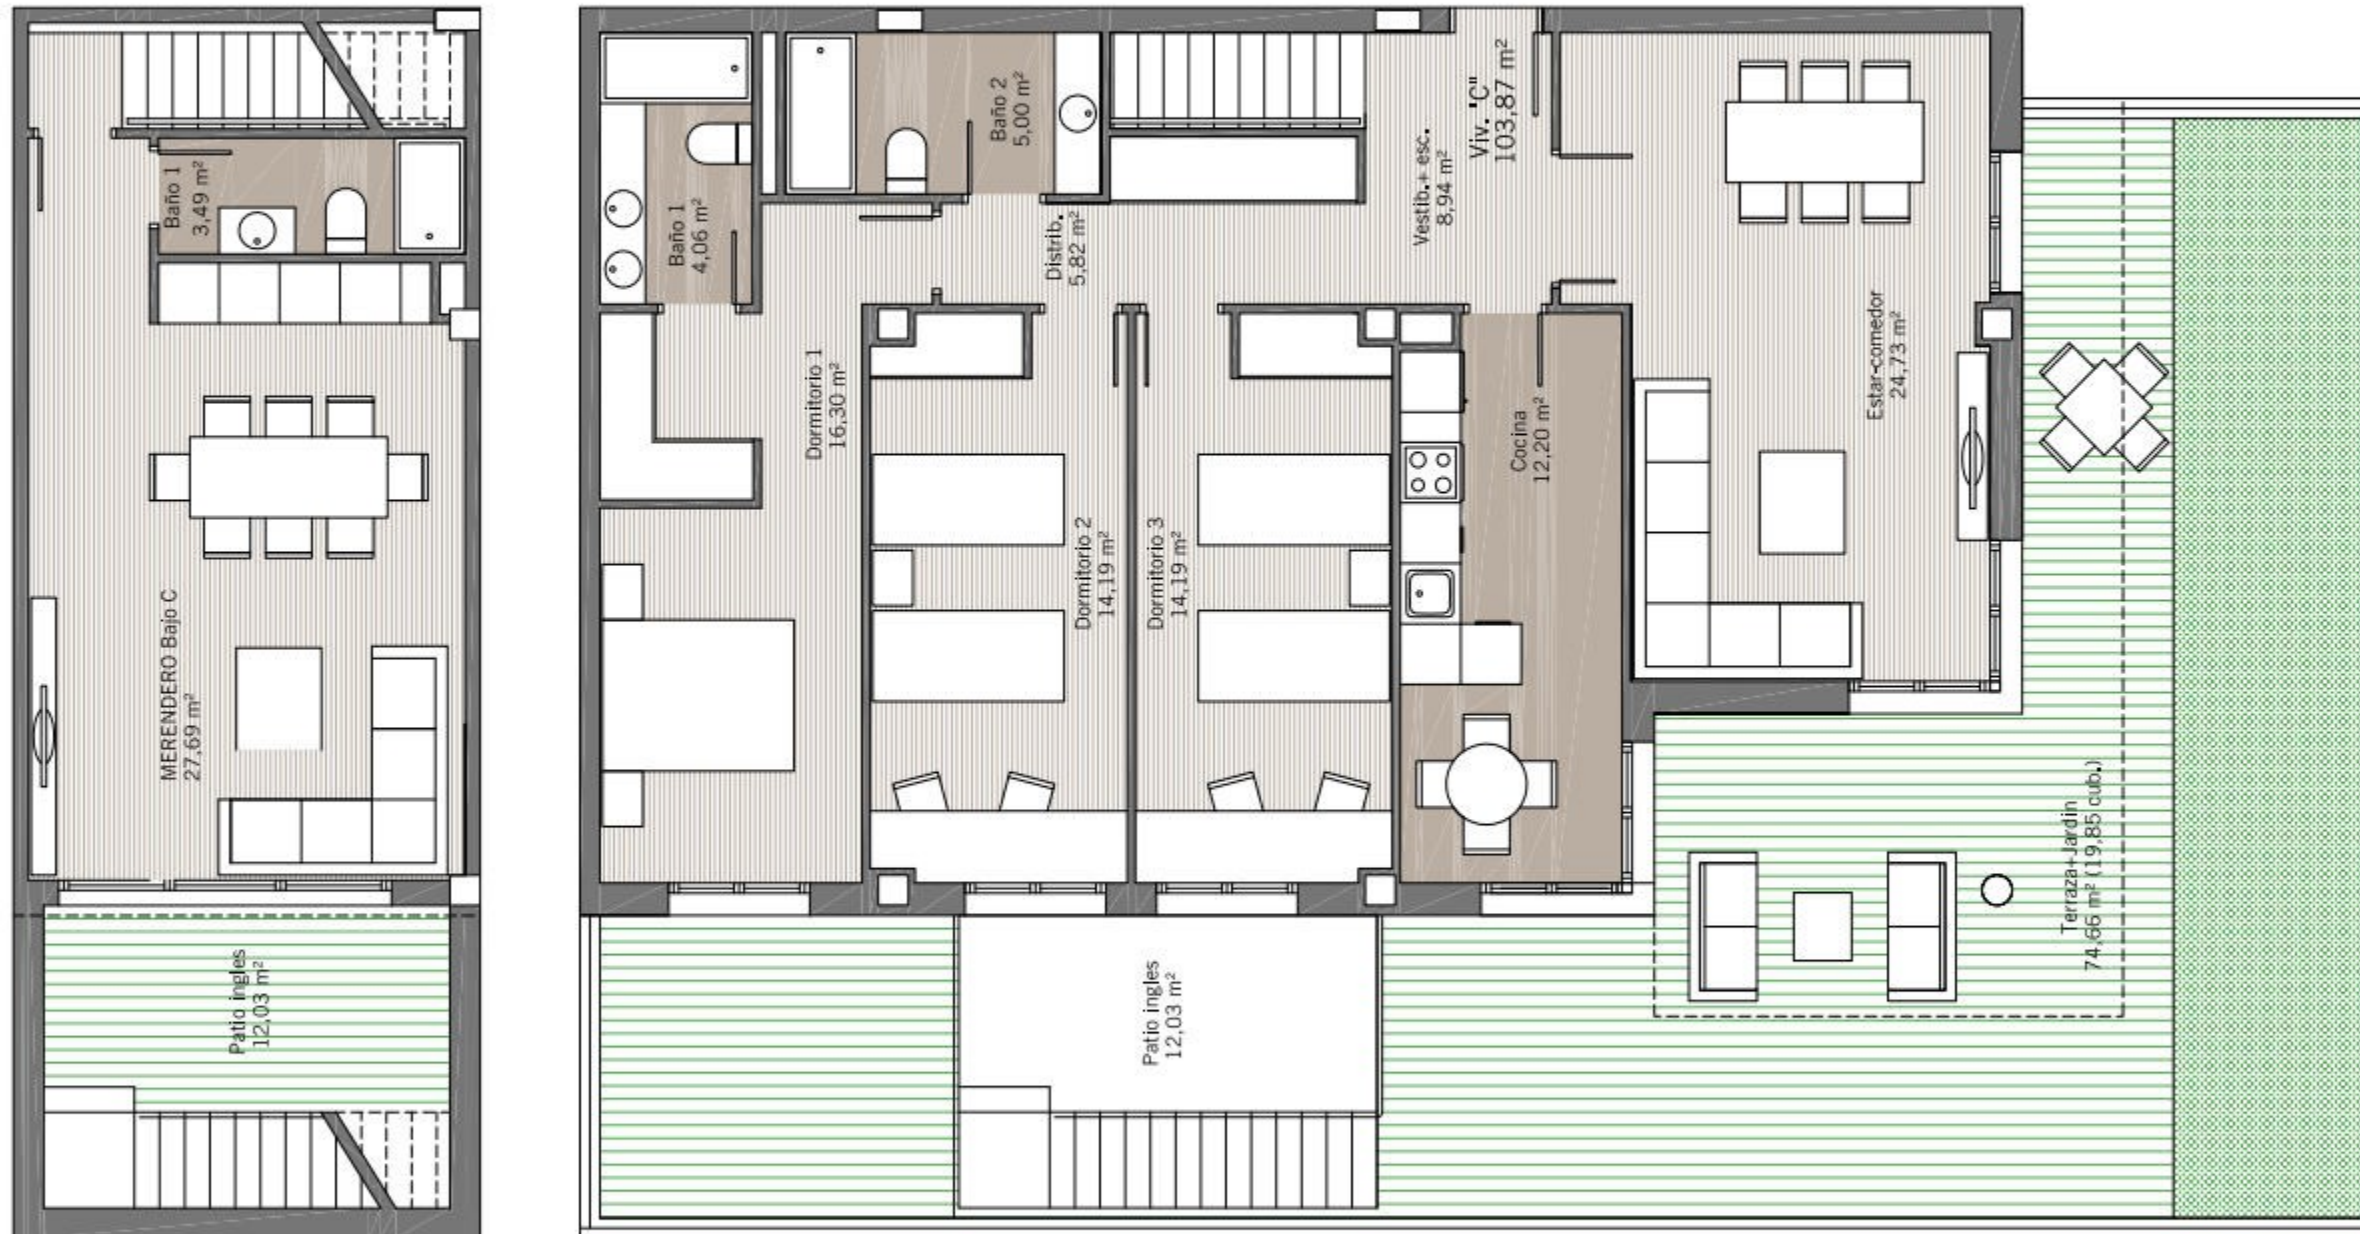 Baño 1
3,49 m²
MERENDERO Bajo C
27,69 m²
Patio ingles
12,03 m²
Baño 1
4,06 m²
Baño 2
5,00 m²
Distrib.
5,82 m²
Vestib.+ esc.
8,94 m²
Viv. "C"
103,87 m²
Dormitorio 1
16,30 m²
Dormitorio 2
14,19 m²
Dormitorio 3
14,19 m²
Cocina
12,20 m²
Estar-comedor
24,73 m²
Patio ingles
12,03 m²
Terraza+Jardin
74,66 m² (19,85 cub.)